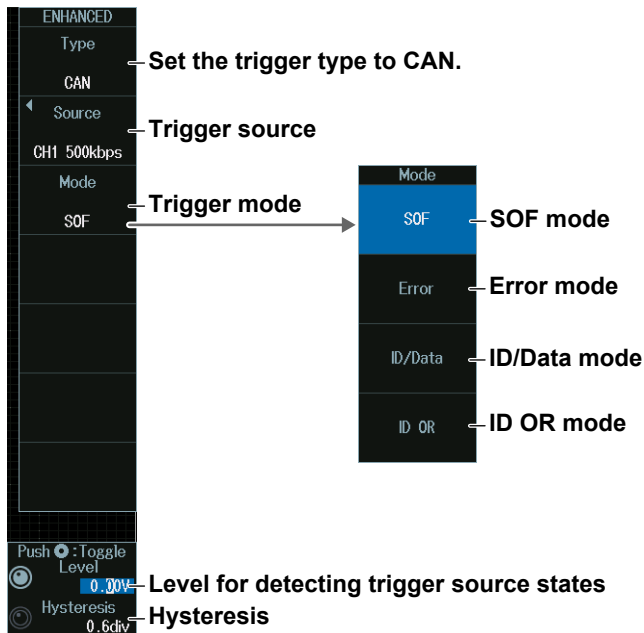 ENHANCED
Type
CAN
Set the trigger type to CAN.
Source
CH1 500kbps
Trigger source
Mode
SOF
Trigger mode
Mode
SOF
SOF mode
Error
Error mode
ID/Data
ID/Data mode
ID OR
ID OR mode
Push :Toggle
Level
0.00V
Level for detecting trigger source states
Hysteresis
0.6div
Hysteresis